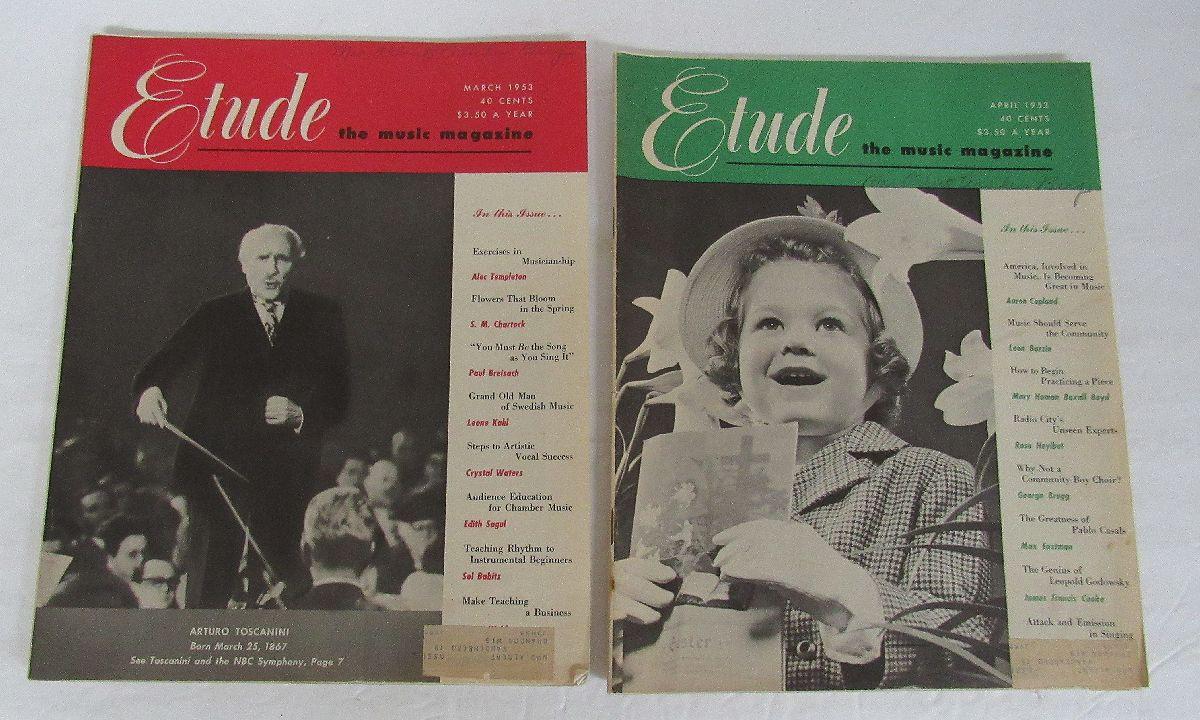 Etude
the music magazine
MARCH 1953
40 CENTS
$3.50 A YEAR
In this Issue...
Exercises in
Musicianship
Alec Templeton
Flowers That Bloom
in the Spring
S. M. Chartock
"You Must Be the Song
as You Sing It"
Paul Breisach
Grand Old Man
of Swedish Music
Leone Kahl
Steps to Artistic
Vocal Success
Crystal Waters
Audience Education
for Chamber Music
Edith Sagul
Teaching Rhythm to
Instrumental Beginners
Sol Babitz
Make Teaching
a Business
ARTURO TOSCANINI
Born March 25, 1867
See Toscanini and the NBC Symphony, Page 7
Etude
the music magazine
APRIL 1953
40 CENTS
$3.50 A YEAR
In this Issue...
America, Involved in
Music, Is Becoming
Great in Music
Aaron Copland
Music Should Serve
the Community
Leon Barzin
How to Begin
Practicing a Piece
Mary Homan Boxall Boyd
Radio City's
Unseen Experts
Rose Heylbut
Why Not a
Community Boy Choir?
George Bragg
The Greatness of
Pablo Casals
Max Eastman
The Genius of
Leopold Godowsky
James Francis Cooke
Attack and Emission
in Singing